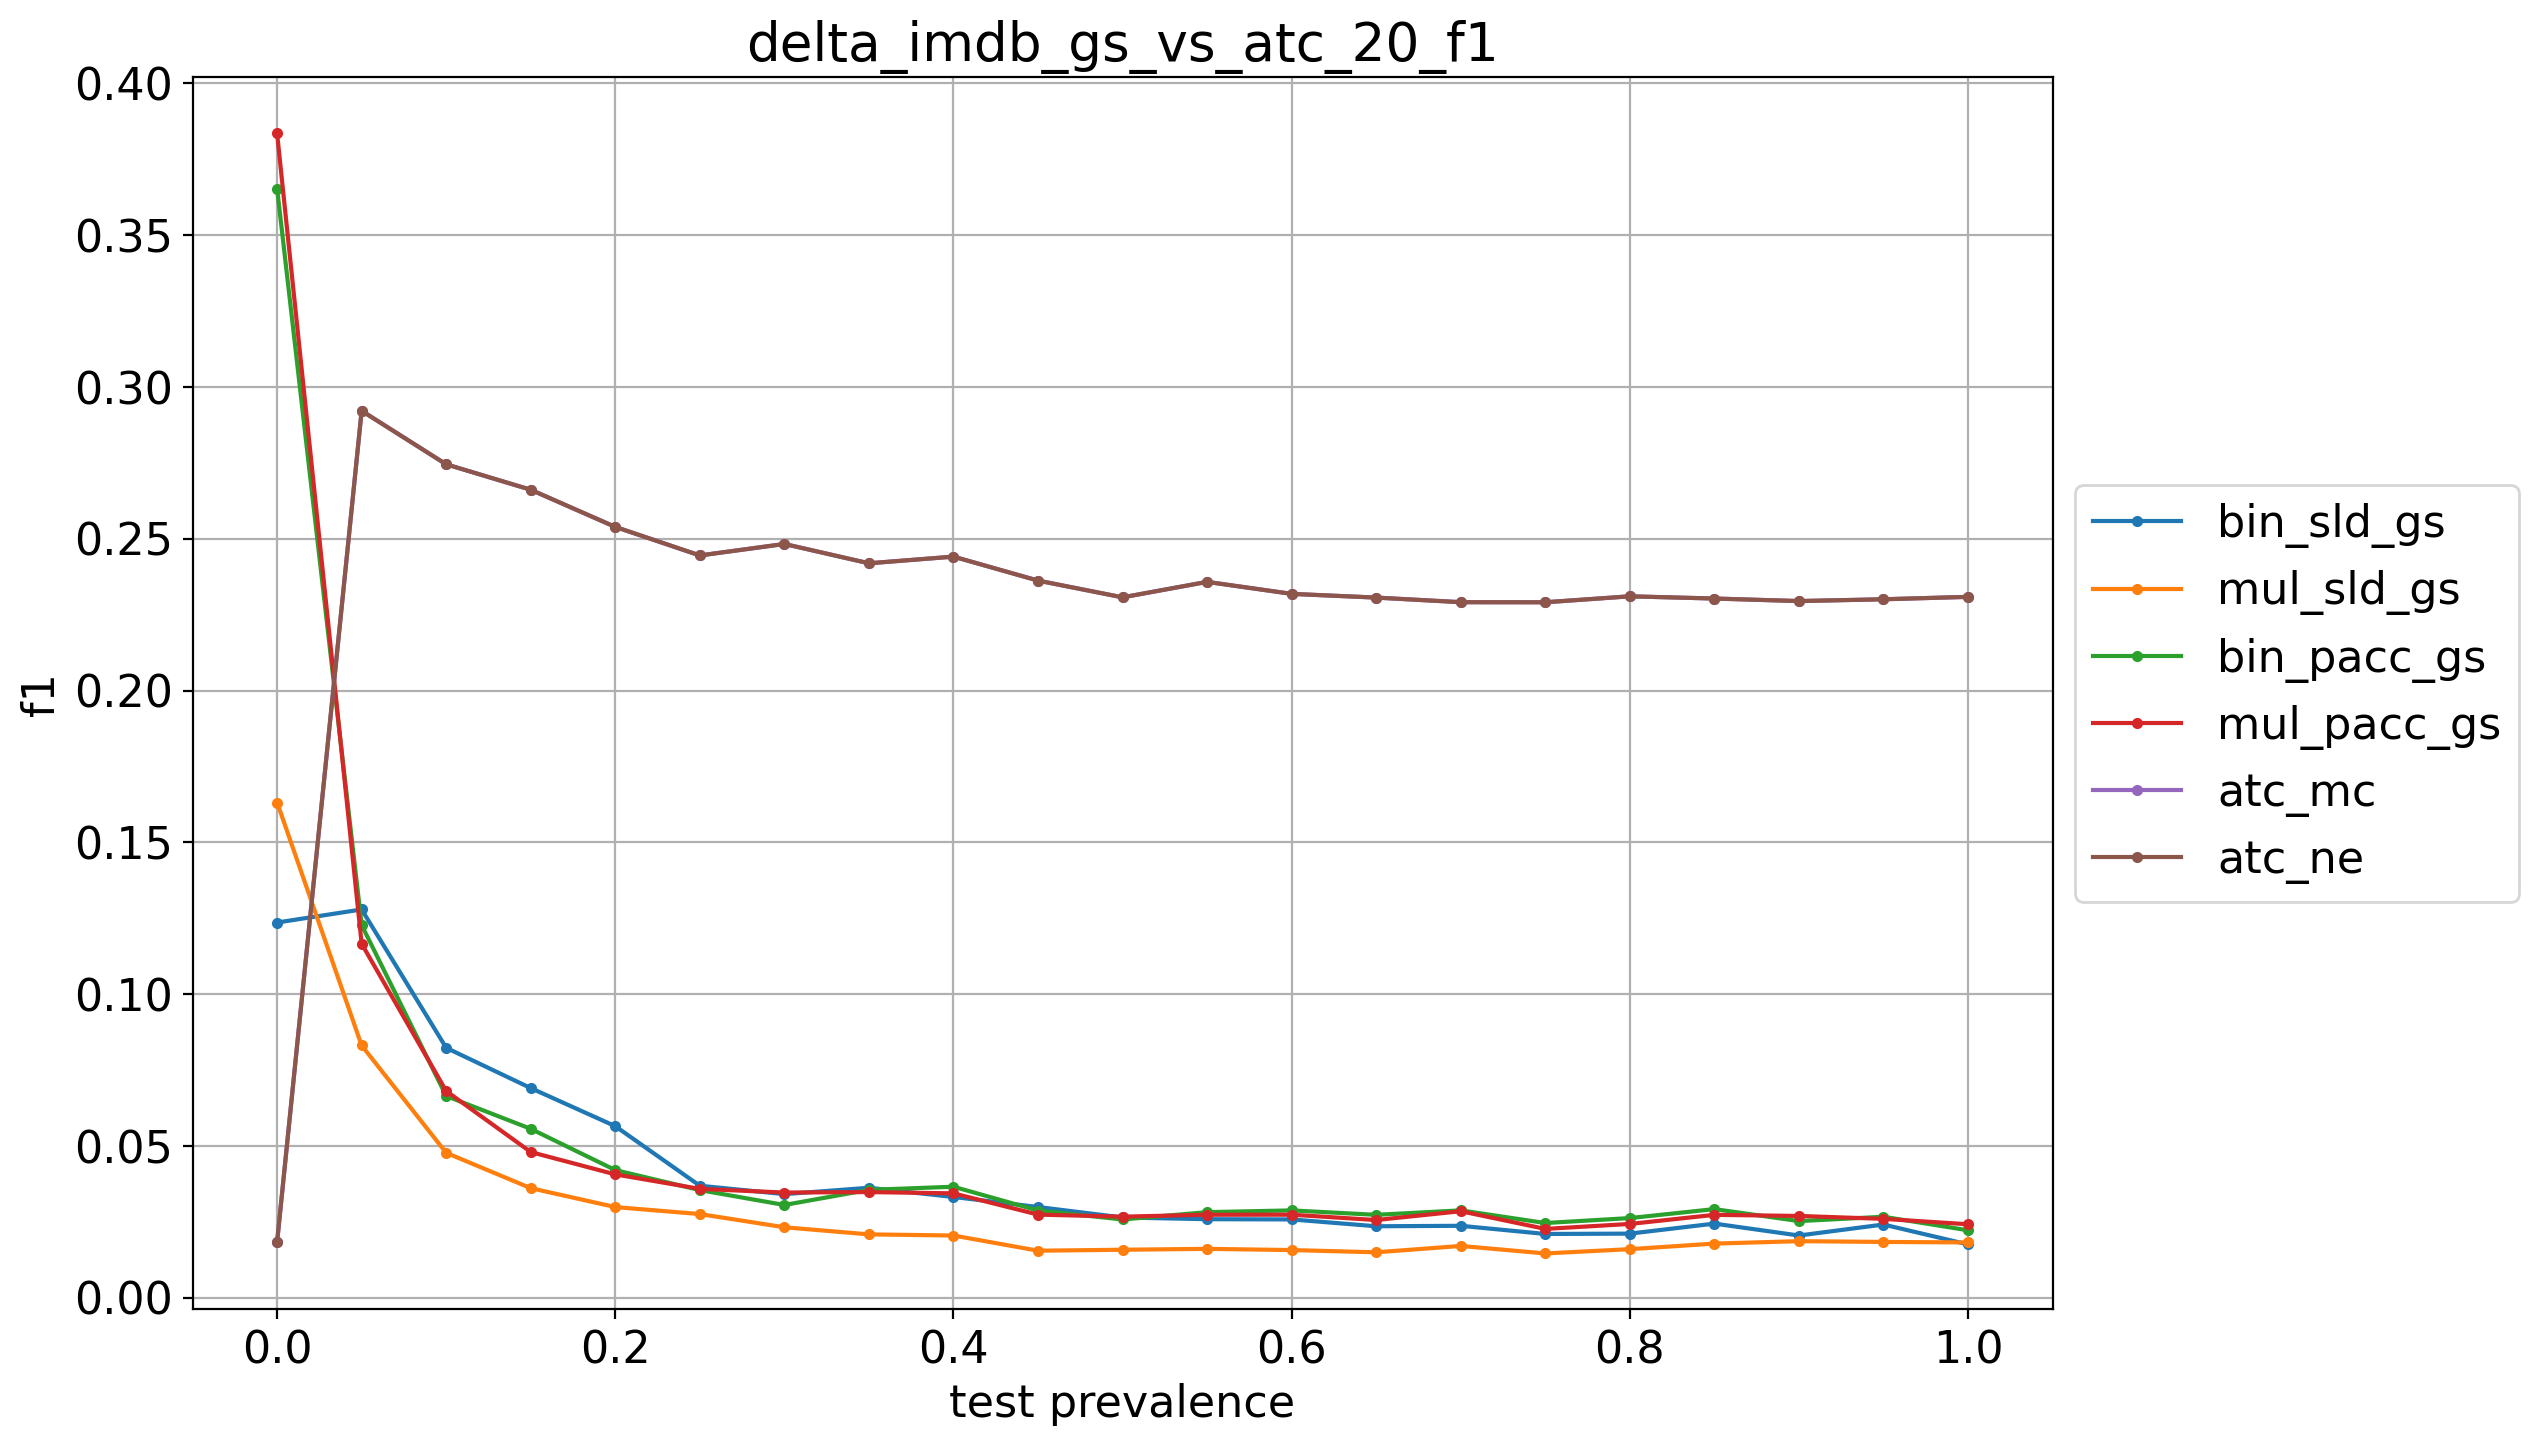 delta_imdb_gs_vs_atc_20_f1
0.40
0.35
0.30
0.25
0.20
0.15
0.10
0.05
0.00
f1
0.0 0.2 0.4 0.6 0.8 1.0
test prevalence
bin_sld_gs
mul_sld_gs
bin_pacc_gs
mul_pacc_gs
atc_mc
atc_ne